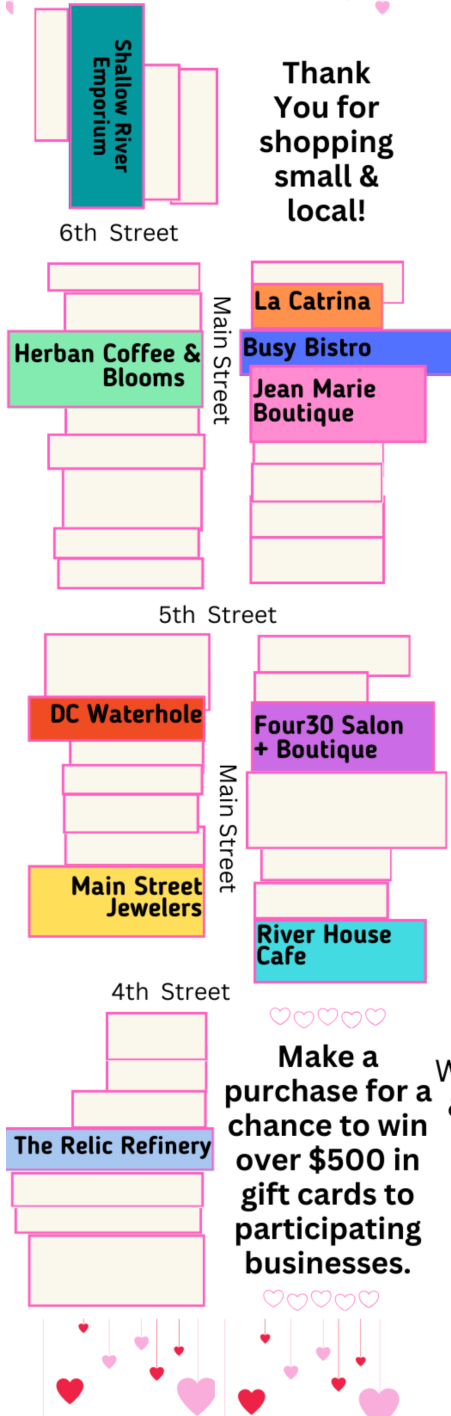 Shallow River
Emporium
Thank
You for
shopping
small &
local!
6th Street
Main Street
La Catrina
Busy Bistro
Herban Coffee &
Blooms
Jean Marie
Boutique
5th Street
DC Waterhole
Four30 Salon
+ Boutique
Main Street
Main Street
Jewelers
River House
Cafe
4th Street
Make a
purchase for a
chance to win
over $500 in
gift cards to
participating
businesses.
The Relic Refinery